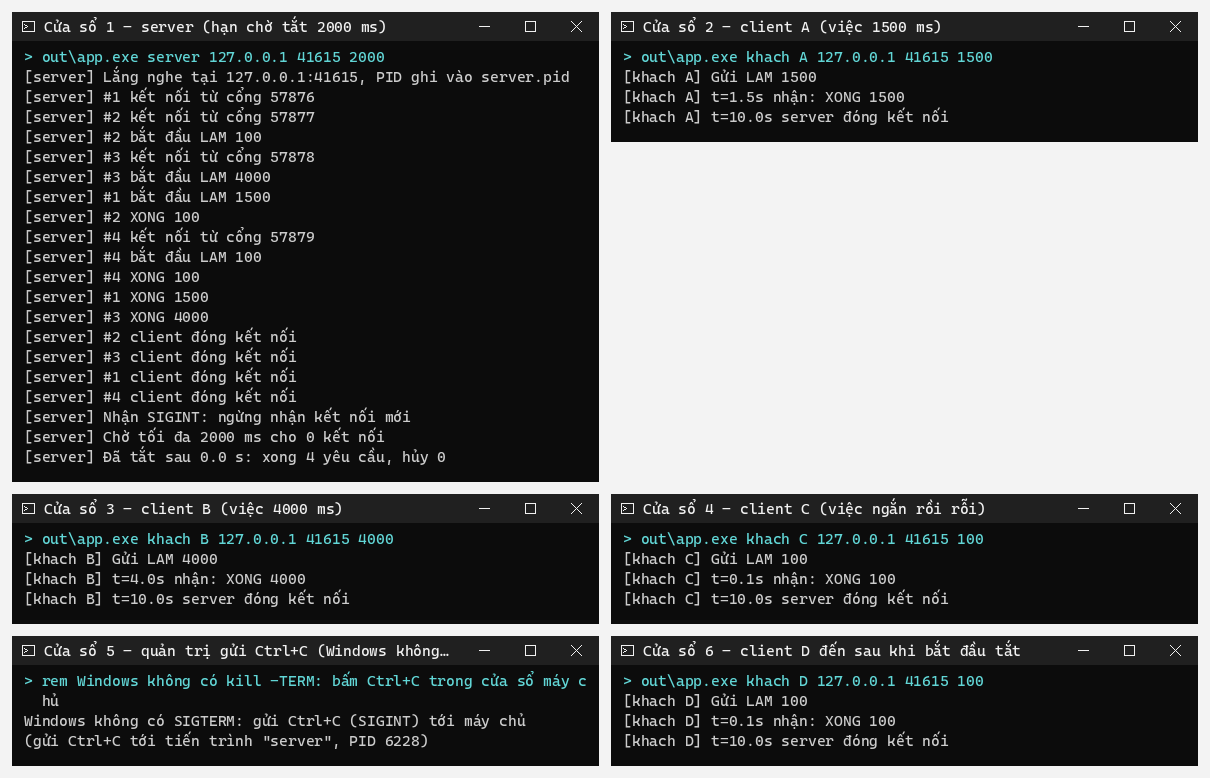 Cửa sổ 1 — server (hạn chờ tắt 2000 ms)
> out\app.exe server 127.0.0.1 41615 2000
[server] Lắng nghe tại 127.0.0.1:41615, PID ghi vào server.pid
[server] #1 kết nối từ cổng 57876
[server] #2 kết nối từ cổng 57877
[server] #2 bắt đầu LAM 100
[server] #3 kết nối từ cổng 57878
[server] #3 bắt đầu LAM 4000
[server] #1 bắt đầu LAM 1500
[server] #2 XONG 100
[server] #4 kết nối từ cổng 57879
[server] #4 bắt đầu LAM 100
[server] #4 XONG 100
[server] #1 XONG 1500
[server] #3 XONG 4000
[server] #2 client đóng kết nối
[server] #3 client đóng kết nối
[server] #1 client đóng kết nối
[server] #4 client đóng kết nối
[server] Nhận SIGINT: ngừng nhận kết nối mới
[server] Chờ tối đa 2000 ms cho 0 kết nối
[server] Đã tắt sau 0.0 s: xong 4 yêu cầu, hủy 0
Cửa sổ 2 — client A (việc 1500 ms)
> out\app.exe khach A 127.0.0.1 41615 1500
[khach A] Gửi LAM 1500
[khach A] t=1.5s nhận: XONG 1500
[khach A] t=10.0s server đóng kết nối
Cửa sổ 3 — client B (việc 4000 ms)
> out\app.exe khach B 127.0.0.1 41615 4000
[khach B] Gửi LAM 4000
[khach B] t=4.0s nhận: XONG 4000
[khach B] t=10.0s server đóng kết nối
Cửa sổ 4 — client C (việc ngắn rồi rỗi)
> out\app.exe khach C 127.0.0.1 41615 100
[khach C] Gửi LAM 100
[khach C] t=0.1s nhận: XONG 100
[khach C] t=10.0s server đóng kết nối
Cửa sổ 5 — quản trị gửi Ctrl+C (Windows không…
> rem Windows không có kill -TERM: bấm Ctrl+C trong cửa sổ máy c
hủ
Windows không có SIGTERM: gửi Ctrl+C (SIGINT) tới máy chủ
(gửi Ctrl+C tới tiến trình "server", PID 6228)
Cửa sổ 6 — client D đến sau khi bắt đầu tắt
> out\app.exe khach D 127.0.0.1 41615 100
[khach D] Gửi LAM 100
[khach D] t=0.1s nhận: XONG 100
[khach D] t=10.0s server đóng kết nối